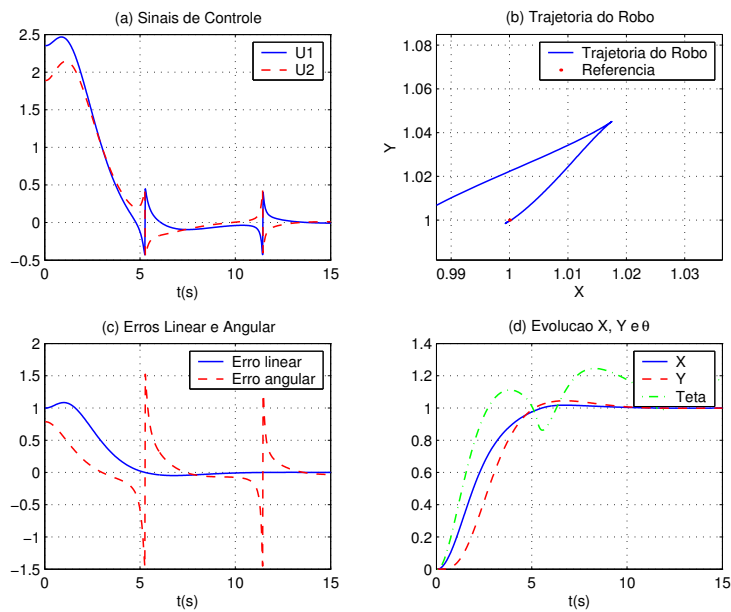 (a) Sinais de Controle
2.5
2
1.5
1
0.5
0
−0.5
0
5
10
15
t(s)
U1
U2
(b) Trajetoria do Robo
1.08
1.06
1.04
1.02
1
Y
0.99
1
1.01
1.02
1.03
X
Trajetoria do Robo
Referencia
(c) Erros Linear e Angular
2
1.5
1
0.5
0
−0.5
−1
−1.5
0
5
10
15
t(s)
Erro linear
Erro angular
(d) Evolucao X, Y e θ
1.4
1.2
1
0.8
0.6
0.4
0.2
0
0
5
10
15
t(s)
X
Y
Teta